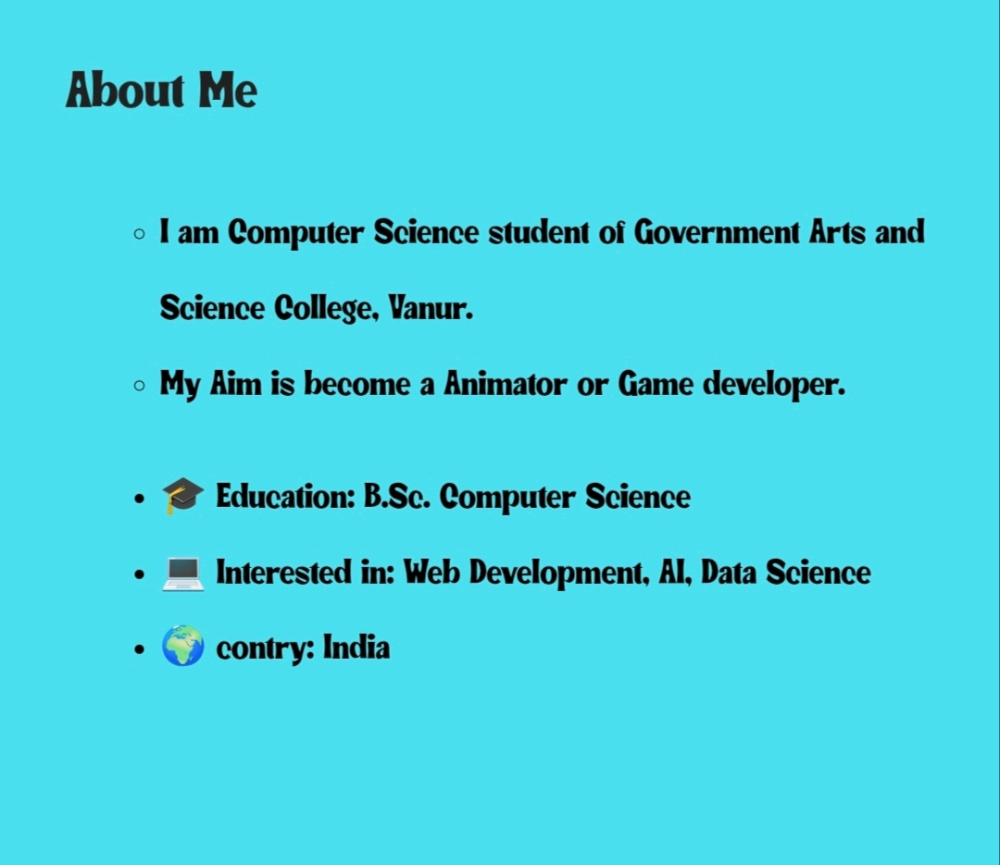 About Me
I am Computer Science student of Government Arts and
Science College, Vanur.
My Aim is become a Animator or Game developer.
🎓 Education: B.Sc. Computer Science
💻 Interested in: Web Development, AI, Data Science
🌍 contry: India